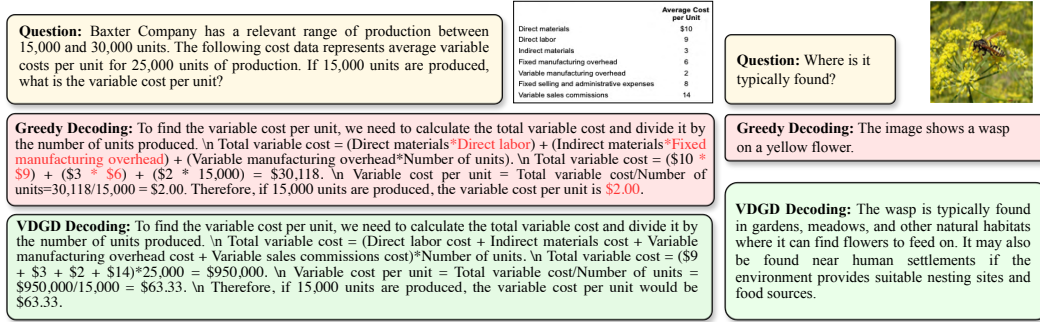 Question: Baxter Company has a relevant range of production between
15,000 and 30,000 units. The following cost data represents average variable
costs per unit for 25,000 units of production. If 15,000 units are produced,
what is the variable cost per unit?
Average Cost
per Unit
Direct materials $10
Direct labor 9
Indirect materials 3
Fixed manufacturing overhead 6
Variable manufacturing overhead 2
Fixed selling and administrative expenses 8
Variable sales commissions 14
Question: Where is it
typically found?
Greedy Decoding: To find the variable cost per unit, we need to calculate the total variable cost and divide it by
the number of units produced. \n Total variable cost = (Direct materials*Direct labor) + (Indirect materials*Fixed
manufacturing overhead) + (Variable manufacturing overhead*Number of units). \n Total variable cost = ($10 *
$9) + ($3 * $6) + ($2 * 15,000) = $30,118. \n Variable cost per unit = Total variable cost/Number of
units=30,118/15,000 = $2.00. Therefore, if 15,000 units are produced, the variable cost per unit is $2.00.
Greedy Decoding: The image shows a wasp
on a yellow flower.
VDGD Decoding: To find the variable cost per unit, we need to calculate the total variable cost and divide it by
the number of units produced. \n Total variable cost = (Direct labor cost + Indirect materials cost + Variable
manufacturing overhead cost + Variable sales commissions cost)*Number of units. \n Total variable cost = ($9
+ $3 + $2 + $14)*25,000 = $950,000. \n Variable cost per unit = Total variable cost/Number of units =
$950,000/15,000 = $63.33. \n Therefore, if 15,000 units are produced, the variable cost per unit would be
$63.33.
VDGD Decoding: The wasp is typically found
in gardens, meadows, and other natural habitats
where it can find flowers to feed on. It may also
be found near human settlements if the
environment provides suitable nesting sites and
food sources.